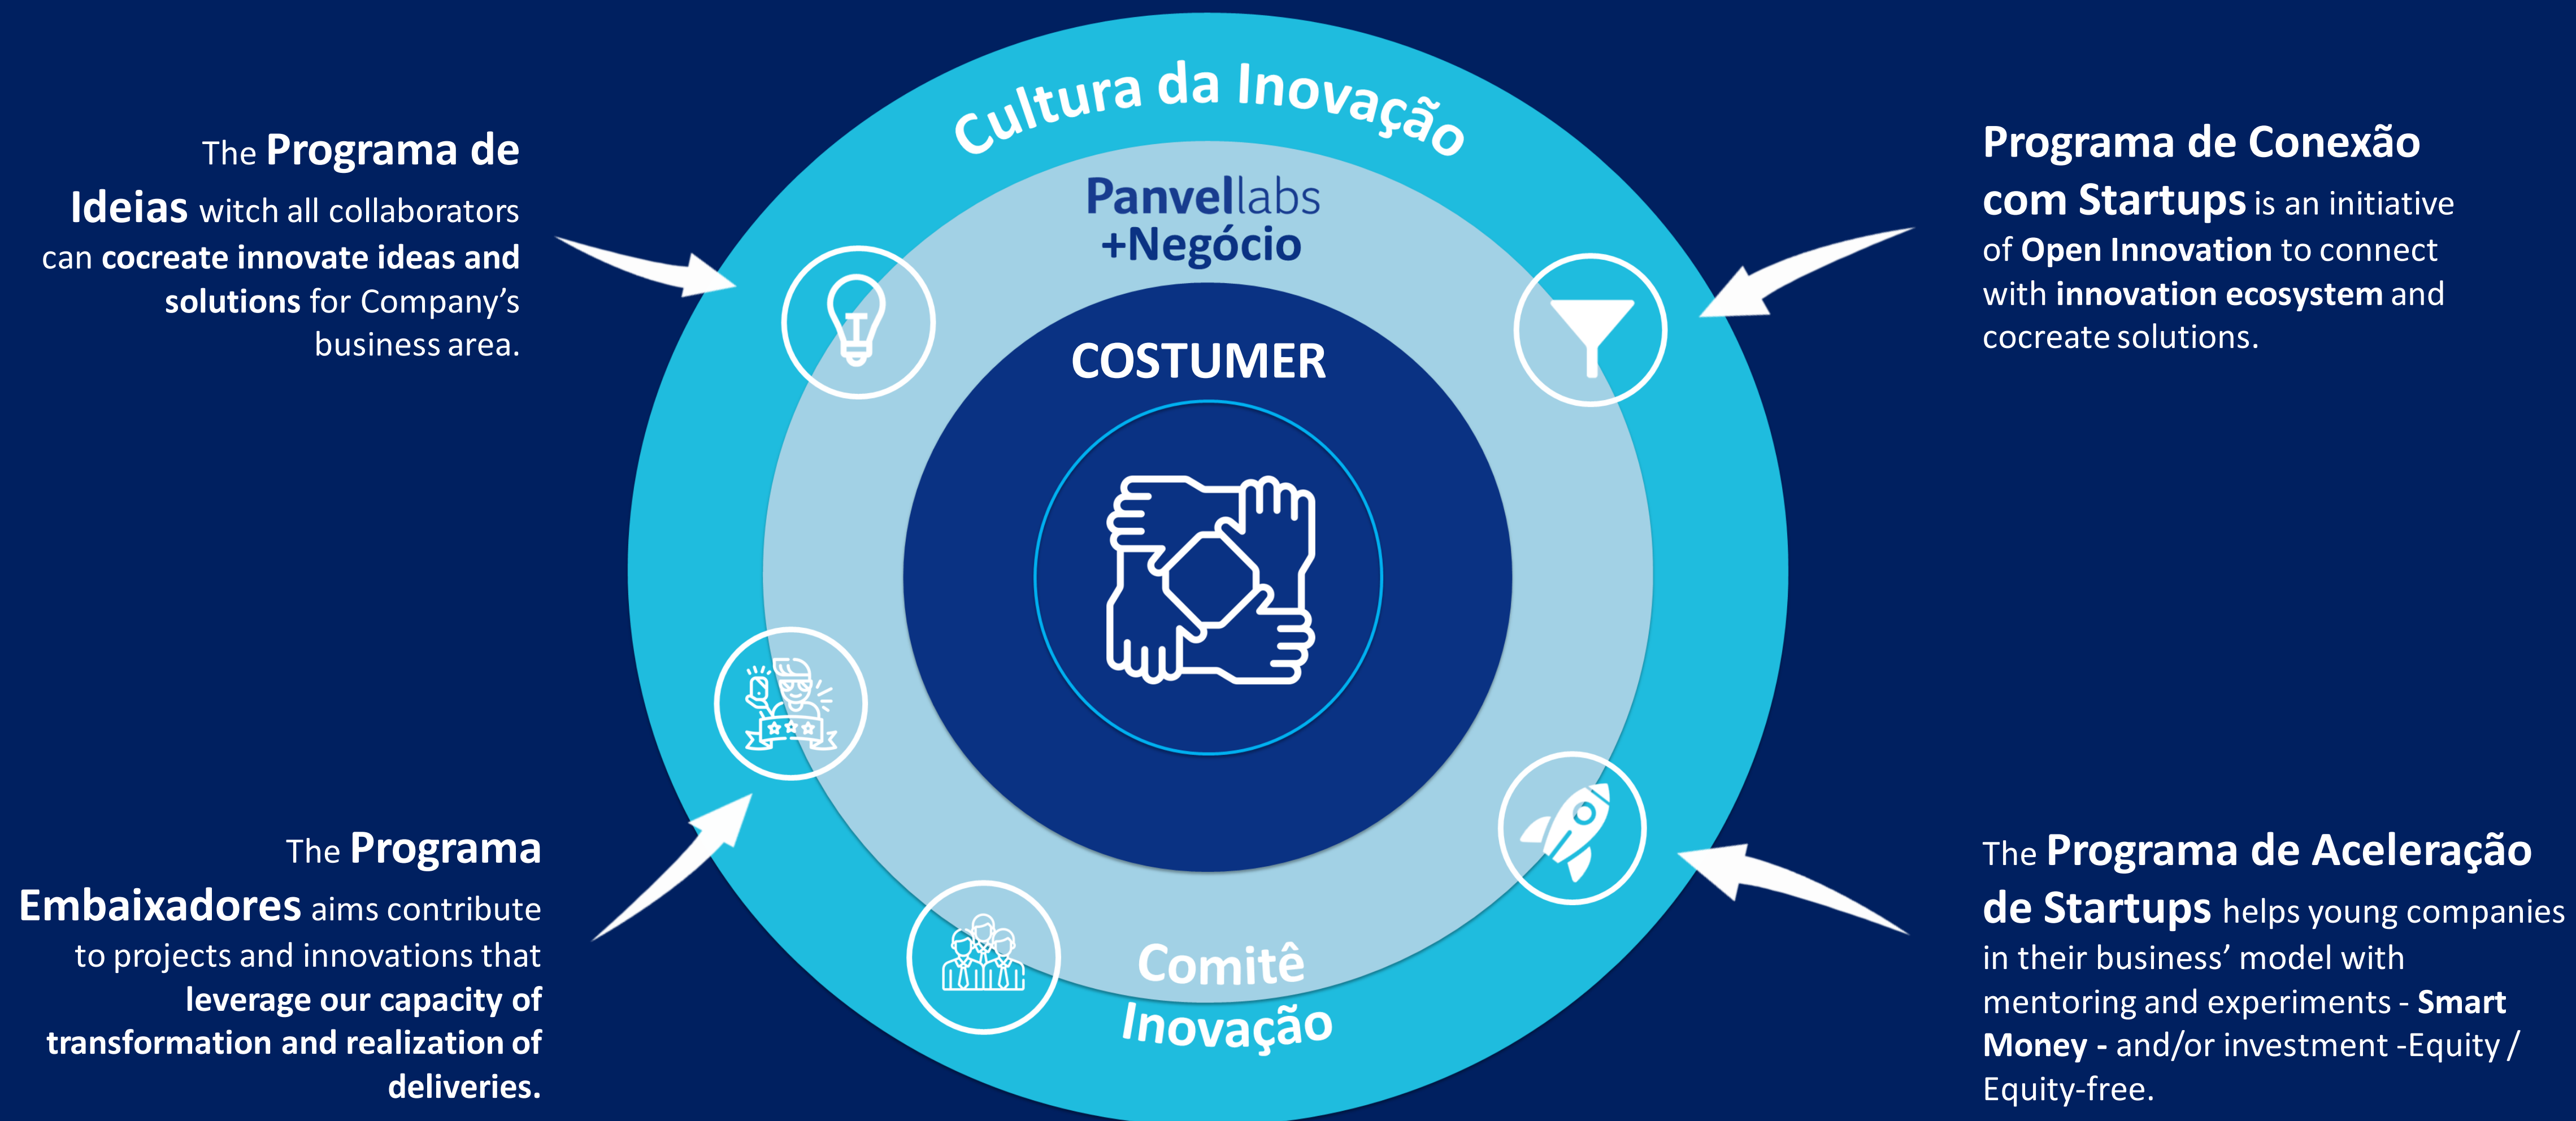 Cultura da Inovação
Panvellabs
+Negócio
COSTUMER
Comitê
Inovação
The Programa de
Ideias witch all collaborators
can cocreate innovate ideas and
solutions for Company’s
business area.
Programa de Conexão
com Startups is an initiative
of Open Innovation to connect
with innovation ecosystem and
cocreate solutions.
The Programa
Embaixadores aims contribute
to projects and innovations that
leverage our capacity of
transformation and realization of
deliveries.
The Programa de Aceleração
de Startups helps young companies
in their business’ model with
mentoring and experiments - Smart
Money - and/or investment -Equity /
Equity-free.